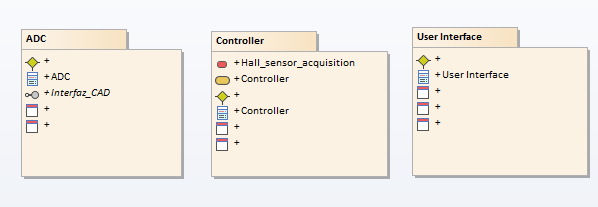 ADC
+
+ADC
+Interfaz_CAD
+
+
Controller
+Hall_sensor_acquisition
+Controller
+
+Controller
+
+
User Interface
+
+User Interface
+
+
+